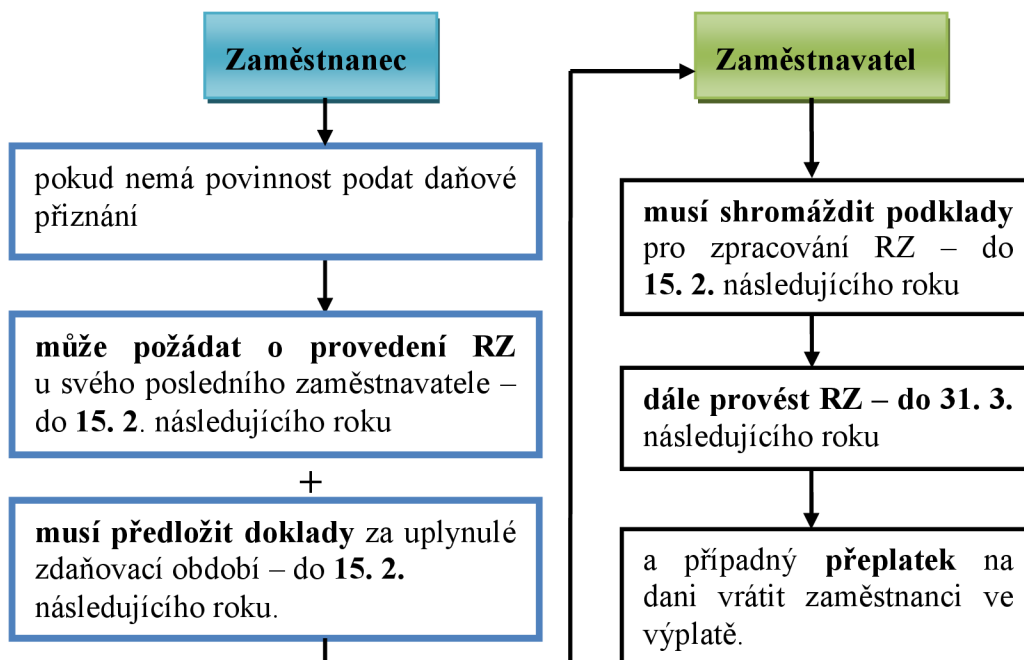 Zaměstnanec
pokud nemá povinnost podat daňové
přiznání
může požádat o provedení RZ
u svého posledního zaměstnavatele –
do 15. 2. následujícího roku
+
musí předložit doklady za uplynulé
zdaňovací období – do 15. 2.
následujícího roku.
Zaměstnavatel
musí shromáždit podklady
pro zpracování RZ – do
15. 2. následujícího roku
dále provést RZ – do 31. 3.
následujícího roku
a případný přeplatek na
dani vrátit zaměstnanci ve
výplatě.